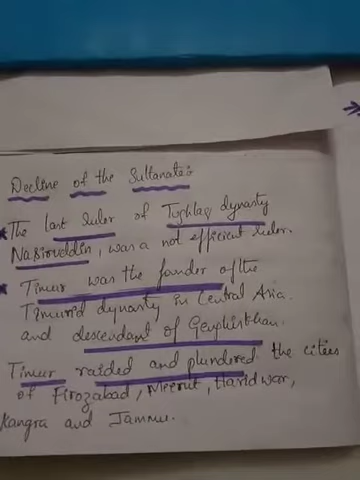 Decline of the Sultanate:
★The last ruler of Tughlaq dynasty
Nasiruddin, was a not efficient ruler.
★ Timur was the founder of the
Timurid dynasty in Central Asia.
and descendant of Genghis khan.
Timur raided and plundered the cities
of Firozabad, Meerut, Haridwar,
Kangra and Jammu.